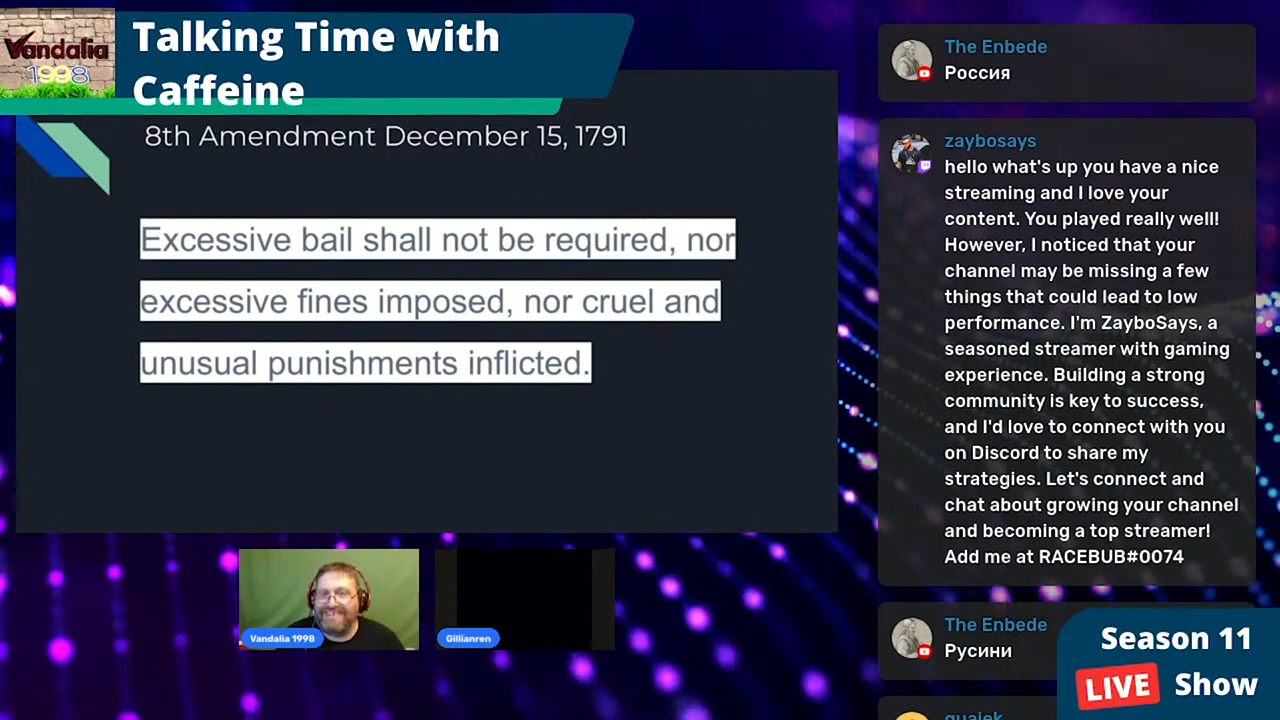 Vandalia
1998
Talking Time with
Caffeine
8th Amendment December 15, 1791
Excessive bail shall not be required, nor
excessive fines imposed, nor cruel and
unusual punishments inflicted.
Vandalia 1998
Gillianren
The Enbede
Россия
zaybosays
hello what's up you have a nice
streaming and I love your
content. You played really well!
However, I noticed that your
channel may be missing a few
things that could lead to low
performance. I'm ZayboSays, a
seasoned streamer with gaming
experience. Building a strong
community is key to success,
and I'd love to connect with you
on Discord to share my
strategies. Let's connect and
chat about growing your channel
and becoming a top streamer!
Add me at RACEBUB#0074
The Enbede
Русини
Season 11
LIVE Show